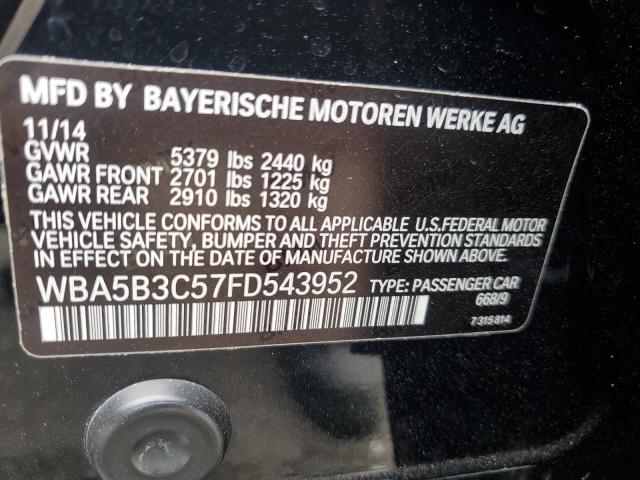 MFD BY BAYERISCHE MOTOREN WERKE AG
11/14
GVWR 5379 lbs 2440 kg
GAWR FRONT 2701 lbs 1225 kg
GAWR REAR 2910 lbs 1320 kg
THIS VEHICLE CONFORMS TO ALL APPLICABLE U.S.FEDERAL MOTOR
VEHICLE SAFETY, BUMPER AND THEFT PREVENTION STANDARDS
IN EFFECT ON THE DATE OF MANUFACTURE SHOWN ABOVE.
WBA5B3C57FD543952 TYPE: PASSENGER CAR
668/9
7315814